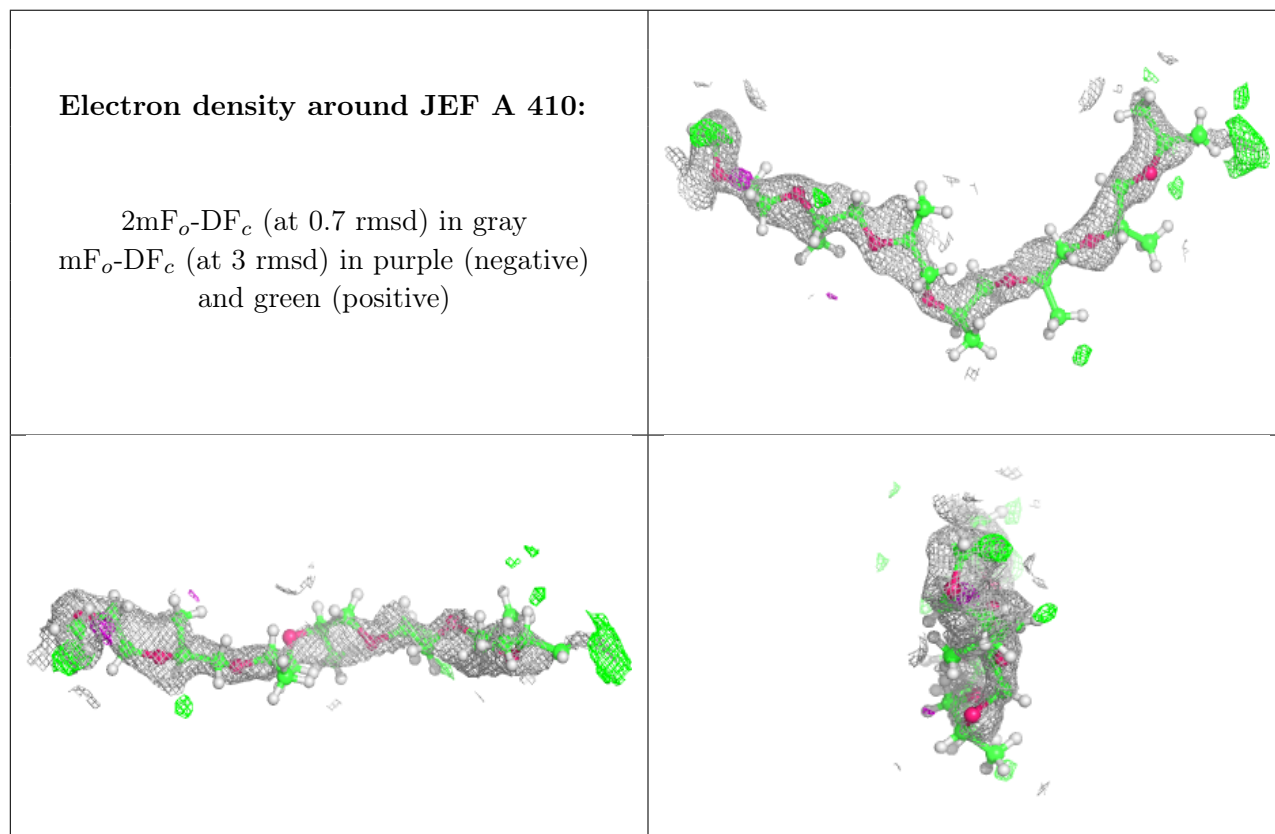 Electron density around JEF A 410:
2mFo-DFc (at 0.7 rmsd) in gray
mFo-DFc (at 3 rmsd) in purple (negative)
and green (positive)